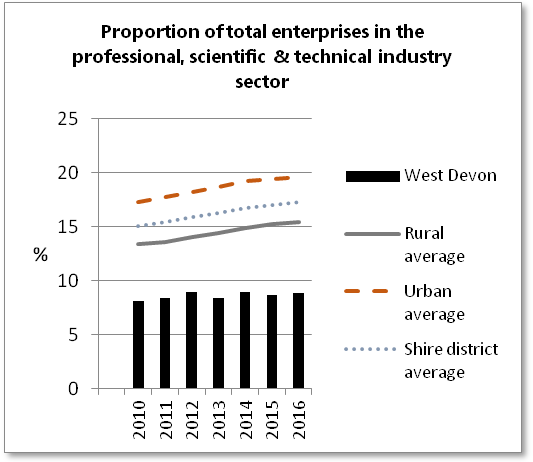 Proportion of total enterprises in the
professional, scientific & technical industry
sector
25
20
15
10
5
0
%
2010
2011
2012
2013
2014
2015
2016
West Devon
Rural
average
Urban
average
Shire district
average